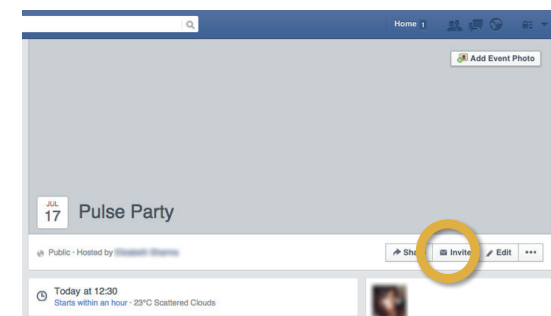 Home 1
Add Event Photo
JUL
17 Pulse Party
Public · Hosted by
Share Invite Edit •••
Today at 12:30
Starts within an hour · 23°C Scattered Clouds